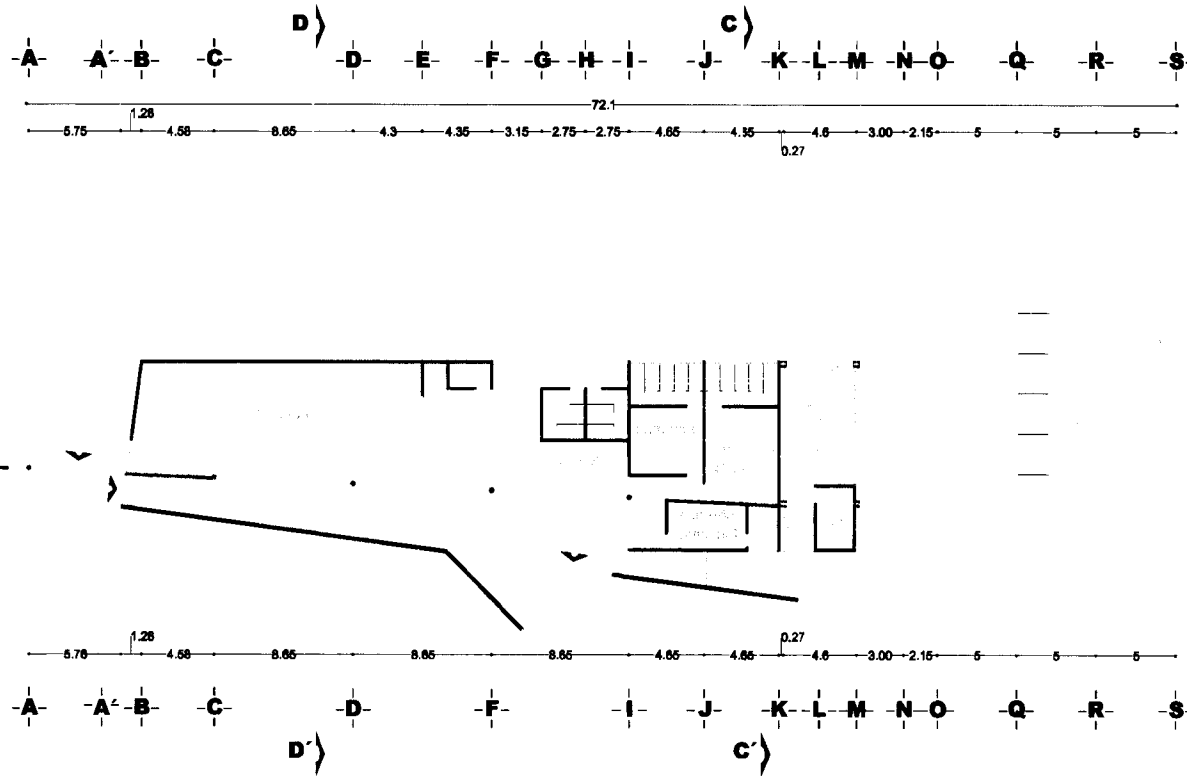 D C
A A´ B C D E F G H I J K L M N O Q R S
72.1
1.26
5.75 4.58 8.65 4.3 4.35 3.15 2.75 2.75 4.65 4.35 4.6 3.00 2.15 5 5 5
0.27
1.26 0.27
5.76 4.58 8.65 8.65 8.65 4.65 4.65 4.6 3.00 2.15 5 5 5
A A´ B C D F I J K L M N O Q R S
D´ C´